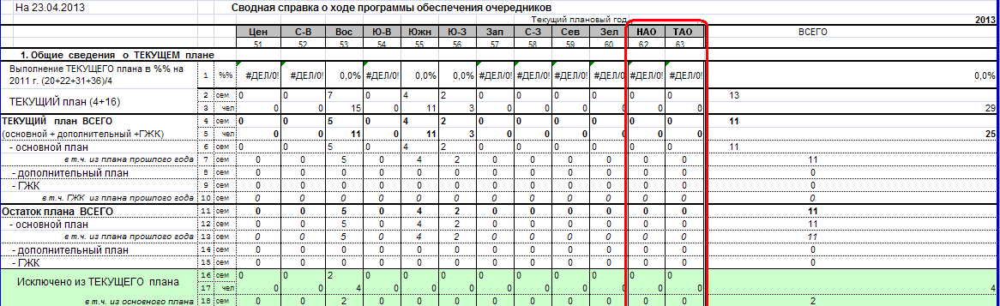 На 23.04.2013 Сводная справка о ходе программы обеспечения очередников
Текущий плановый год 2013
Цен С-В Вос Ю-В Южн Ю-З Зап С-З Сев Зел НАО ТАО ВСЕГО
51 52 53 54 55 56 57 58 59 60 62 63
1. Общие сведения о ТЕКУЩЕМ плане
Выполнение ТЕКУЩЕГО плана в %% на
2011 г. (20+22+31+36)/4 1 %% #ДЕЛ/0! #ДЕЛ/0! 0,0% #ДЕЛ/0! 0,0% 0,0% #ДЕЛ/0! #ДЕЛ/0! #ДЕЛ/0! #ДЕЛ/0! #ДЕЛ/0! #ДЕЛ/0! 0,0%
ТЕКУЩИЙ план (4+16) 2 сем 0 0 7 0 4 2 0 0 0 0 0 0 13
3 чел 0 0 15 0 11 3 0 0 0 0 0 0 29
ТЕКУЩИЙ план ВСЕГО 4 сем 0 0 5 0 4 2 0 0 0 0 0 0 11
(основной + дополнительный +ГЖК) 5 чел 0 0 11 0 11 3 0 0 0 0 0 0 25
- основной план 6 сем 0 0 5 0 4 2 0 0 0 0 0 0 11
в т.ч. из плана прошлого года 7 сем 0 0 5 0 4 2 0 0 0 0 0 0 11
- дополнительный план 8 сем 0 0 0 0 0 0 0 0 0 0 0 0 0
- ГЖК 9 сем 0 0 0 0 0 0 0 0 0 0 0 0 0
в т.ч. ГЖК из плана прошлого года 10 сем 0 0 0 0 0 0 0 0 0 0 0 0 0
Остаток плана ВСЕГО 11 сем 0 0 5 0 4 2 0 0 0 0 0 0 11
- основной план 12 сем 0 0 5 0 4 2 0 0 0 0 0 0 11
в т.ч. из плана прошлого года 13 сем 0 0 5 0 4 2 0 0 0 0 0 0 11
- дополнительный план 14 сем 0 0 0 0 0 0 0 0 0 0 0 0 0
- ГЖК 15 сем 0 0 0 0 0 0 0 0 0 0 0 0 0
Исключено из ТЕКУЩЕГО плана 16 сем 0 0 2 0 0 0 0 0 0 0 0 0 2
17 чел 0 0 4 0 0 0 0 0 0 0 0 0 4
в т.ч. из основного плана 18 сем 0 0 2 0 0 0 0 0 0 0 0 0 2